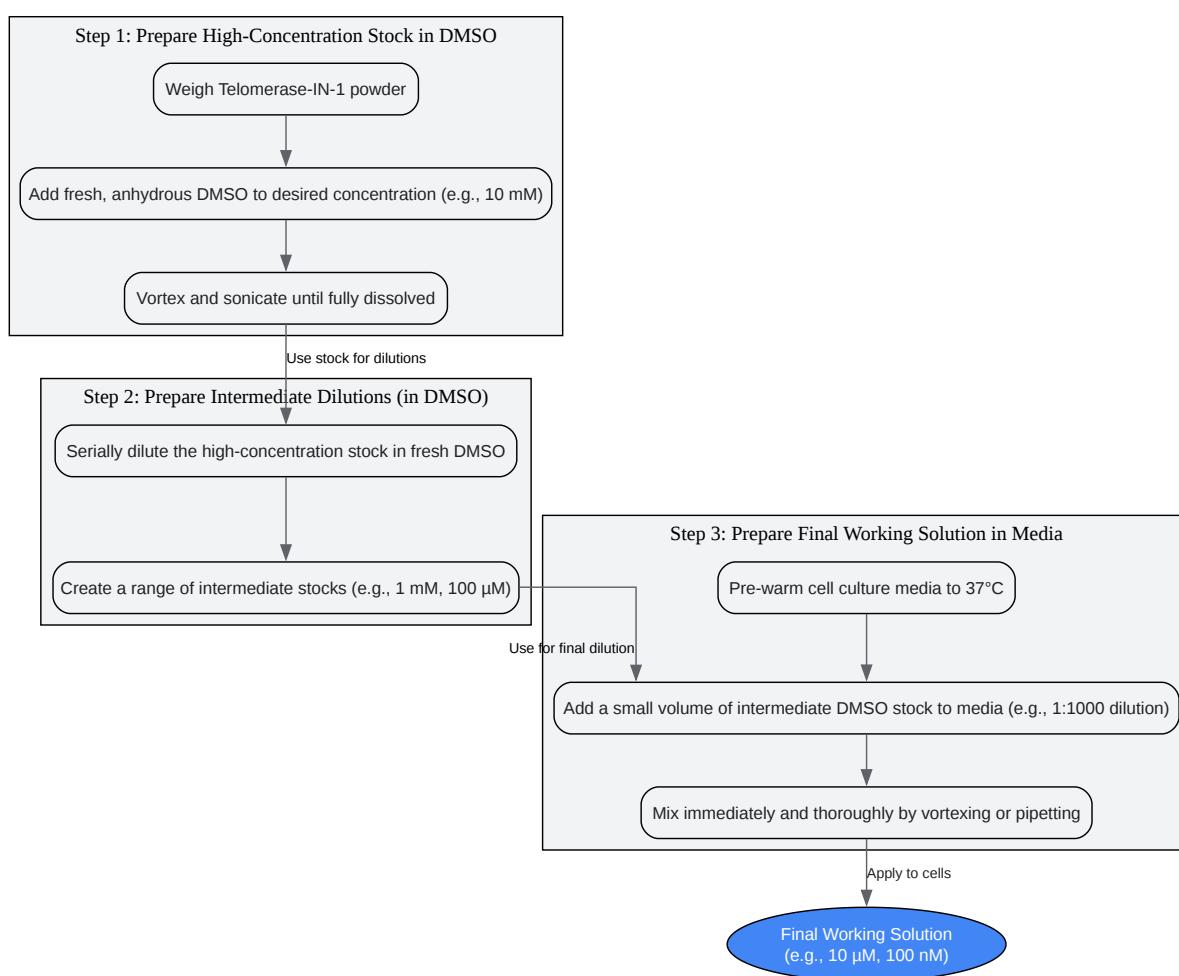 Step 1: Prepare High-Concentration Stock in DMSO
Weigh Telomerase-IN-1 powder
Add fresh, anhydrous DMSO to desired concentration (e.g., 10 mM)
Vortex and sonicate until fully dissolved
Use stock for dilutions
Step 2: Prepare Intermediate Dilutions (in DMSO)
Serially dilute the high-concentration stock in fresh DMSO
Create a range of intermediate stocks (e.g., 1 mM, 100 µM)
Use for final dilution
Step 3: Prepare Final Working Solution in Media
Pre-warm cell culture media to 37°C
Add a small volume of intermediate DMSO stock to media (e.g., 1:1000 dilution)
Mix immediately and thoroughly by vortexing or pipetting
Apply to cells
Final Working Solution
(e.g., 10 µM, 100 nM)